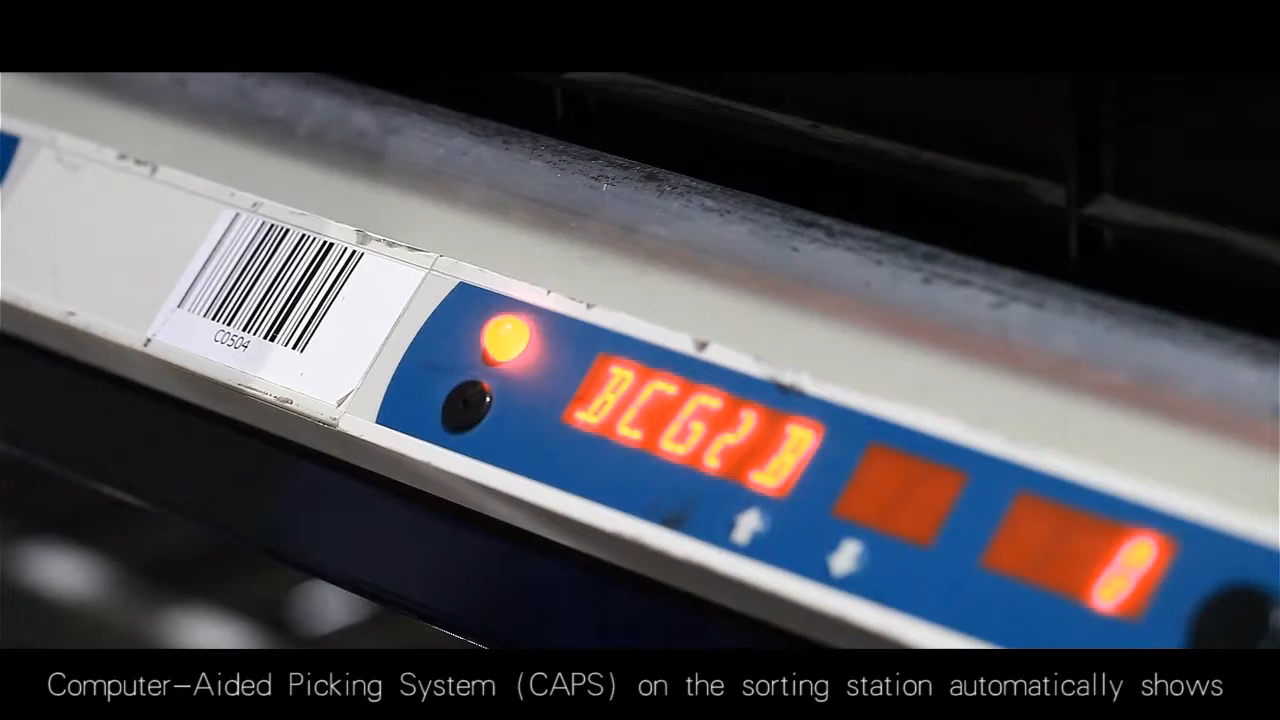 C0504
BCG2B
8
Computer-Aided Picking System (CAPS) on the sorting station automatically shows